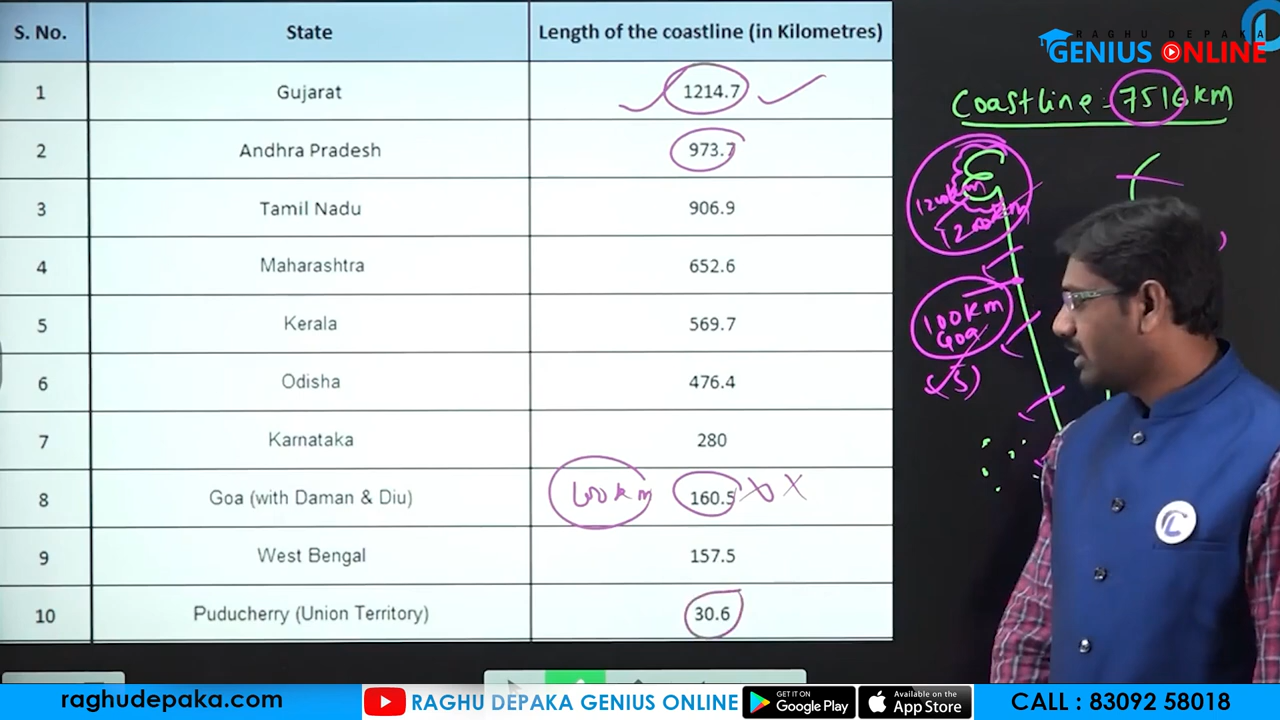 S. No. State Length of the coastline (in Kilometres)
1 Gujarat 1214.7
2 Andhra Pradesh 973.7
3 Tamil Nadu 906.9
4 Maharashtra 652.6
5 Kerala 569.7
6 Odisha 476.4
7 Karnataka 280
8 Goa (with Daman & Diu) 100km 160.5
9 West Bengal 157.5
10 Puducherry (Union Territory) 30.6
RAGHU DEPAKA
GENIUS ONLINE
Coastline : 7516km
1200km
1200km
100km
Goa
(S)
raghudepaka.com
RAGHU DEPAKA GENIUS ONLINE
GET IT ON
Google Play
Available on the
App Store
CALL : 83092 58018